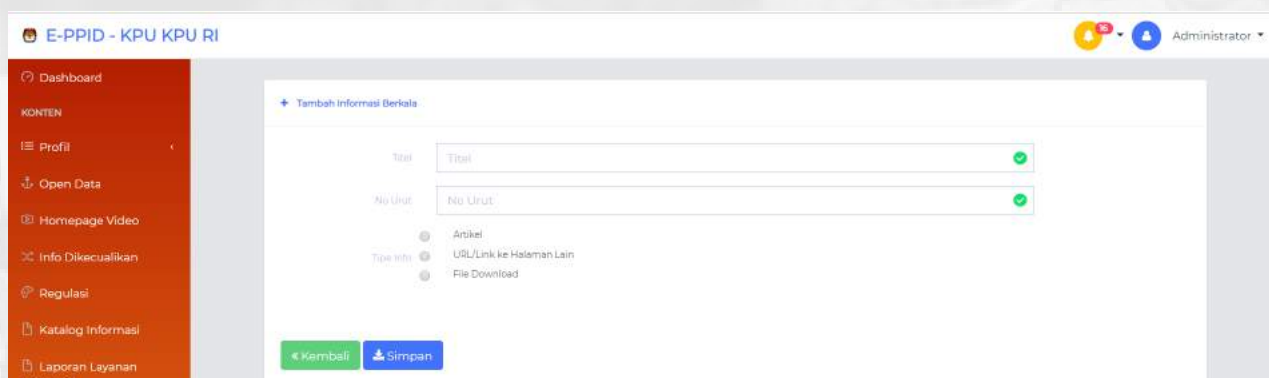 E-PPID - KPU KPU RI
16
Administrator
Dashboard
KONTEN
Profil
Open Data
Homepage Video
Info Dikecualikan
Regulasi
Katalog Informasi
Laporan Layanan
Tambah Informasi Berkala
Titel
Titel
No Urut
No Urut
Tipe Info
Artikel
URL/Link ke Halaman Lain
File Download
Kembali
Simpan